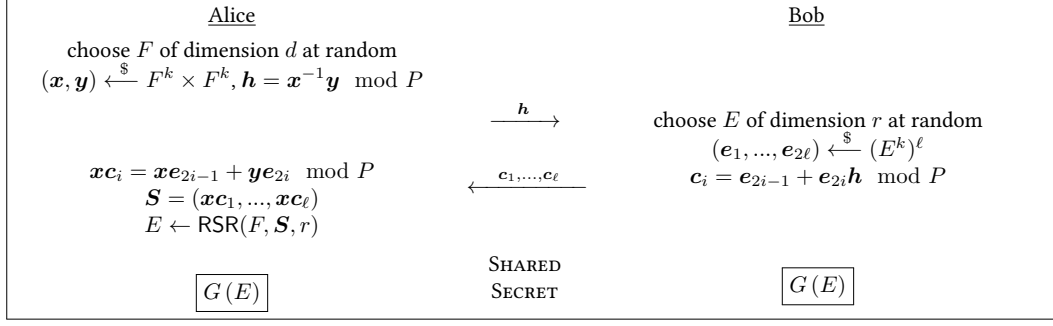 Alice
Bob
choose F of dimension d at random
(x, y) $← F^k × F^k, h = x^{-1}y mod P
h
choose E of dimension r at random
(e_1, ..., e_{2ℓ}) $← (E^k)^ℓ
xc_i = xe_{2i−1} + ye_{2i} mod P
c_1,...,c_ℓ
c_i = e_{2i−1} + e_{2i}h mod P
S = (xc_1, ..., xc_ℓ)
E ← RSR(F, S, r)
SHARED
SECRET
G (E)
G (E)